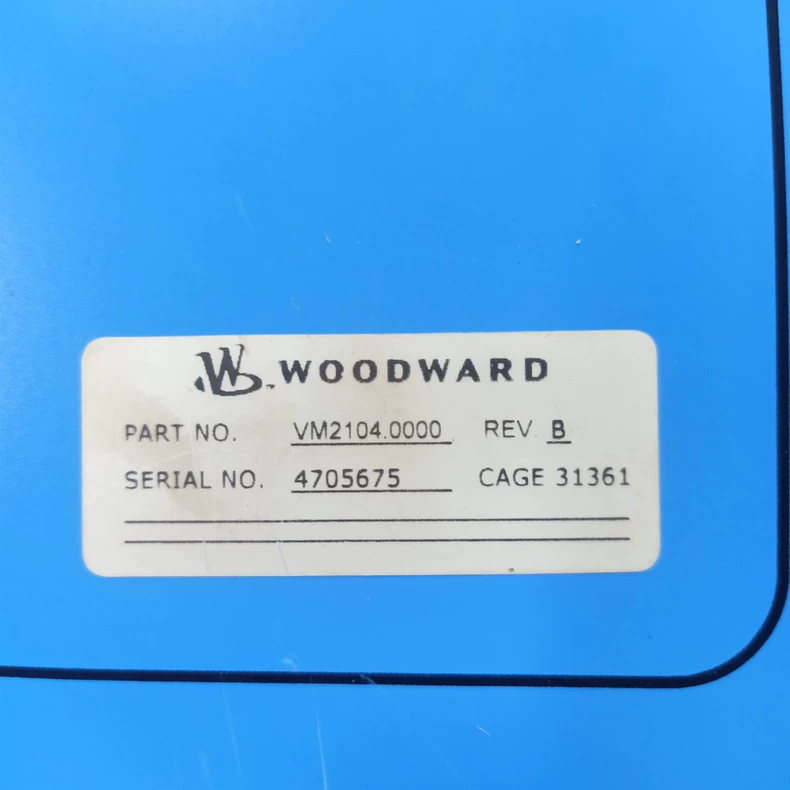 WOODWARD
PART NO. VM2104.0000 REV. B
SERIAL NO. 4705675 CAGE 31361